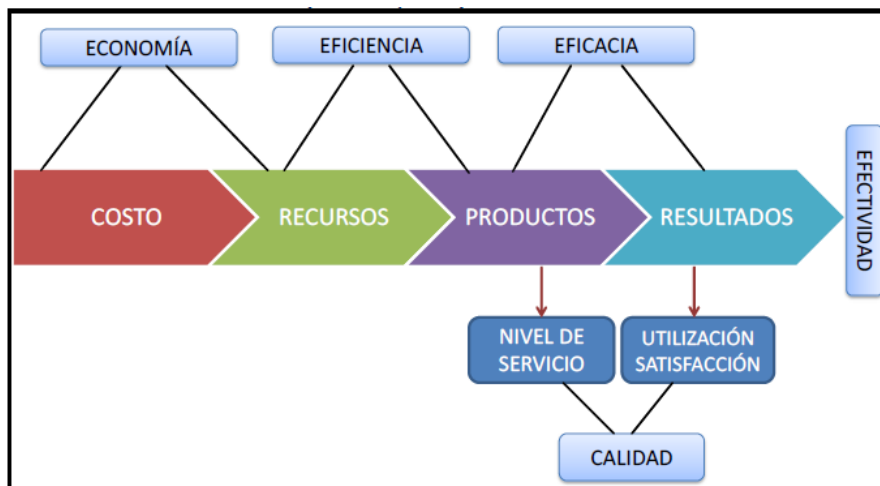 ECONOMÍA
EFICIENCIA
EFICACIA
COSTO
RECURSOS
PRODUCTOS
RESULTADOS
EFECTIVIDAD
NIVEL DE
SERVICIO
UTILIZACIÓN
SATISFACCIÓN
CALIDAD